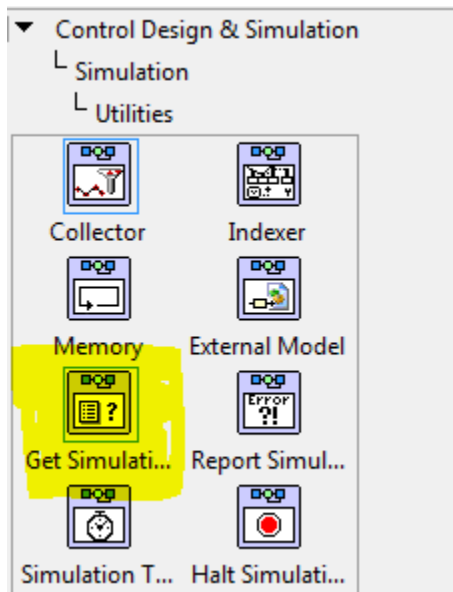 Control Design & Simulation
Simulation
Utilities
Collector Indexer
Memory External Model
?
Error
?!
Get Simulati... Report Simul...
Simulation T... Halt Simulati...